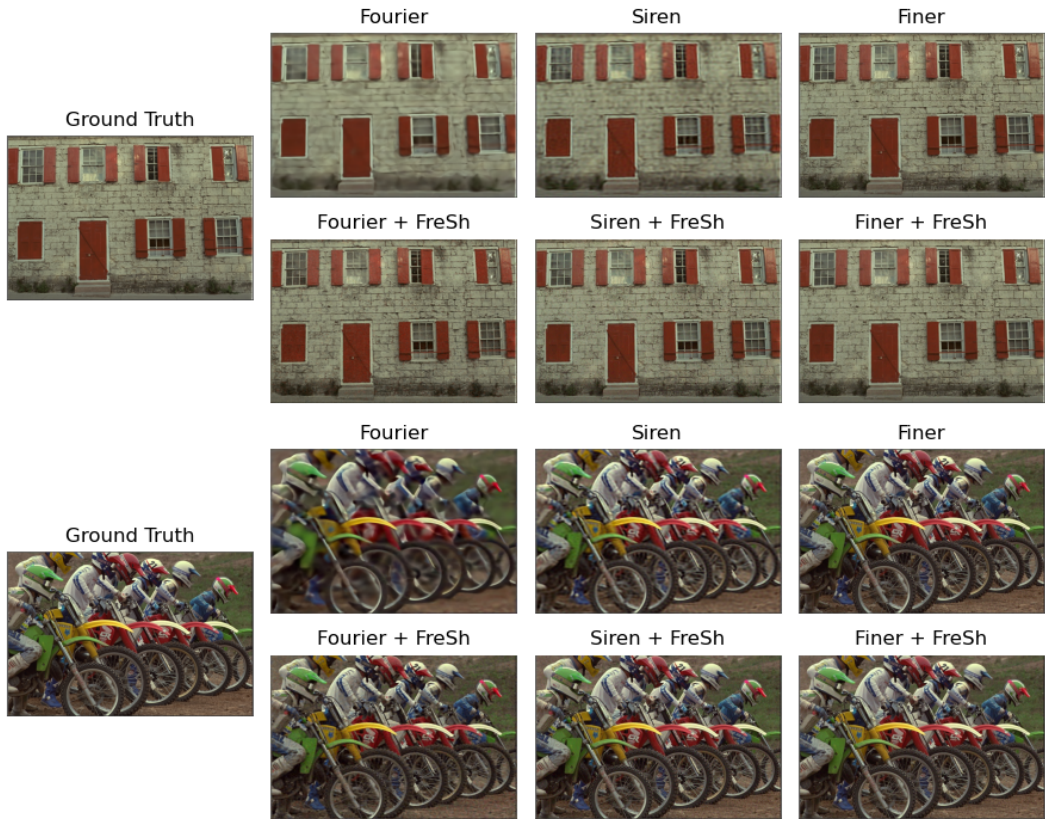 Fourier
Siren
Finer
Ground Truth
Fourier + FreSh
Siren + FreSh
Finer + FreSh
Fourier
Siren
Finer
Ground Truth
Fourier + FreSh
Siren + FreSh
Finer + FreSh